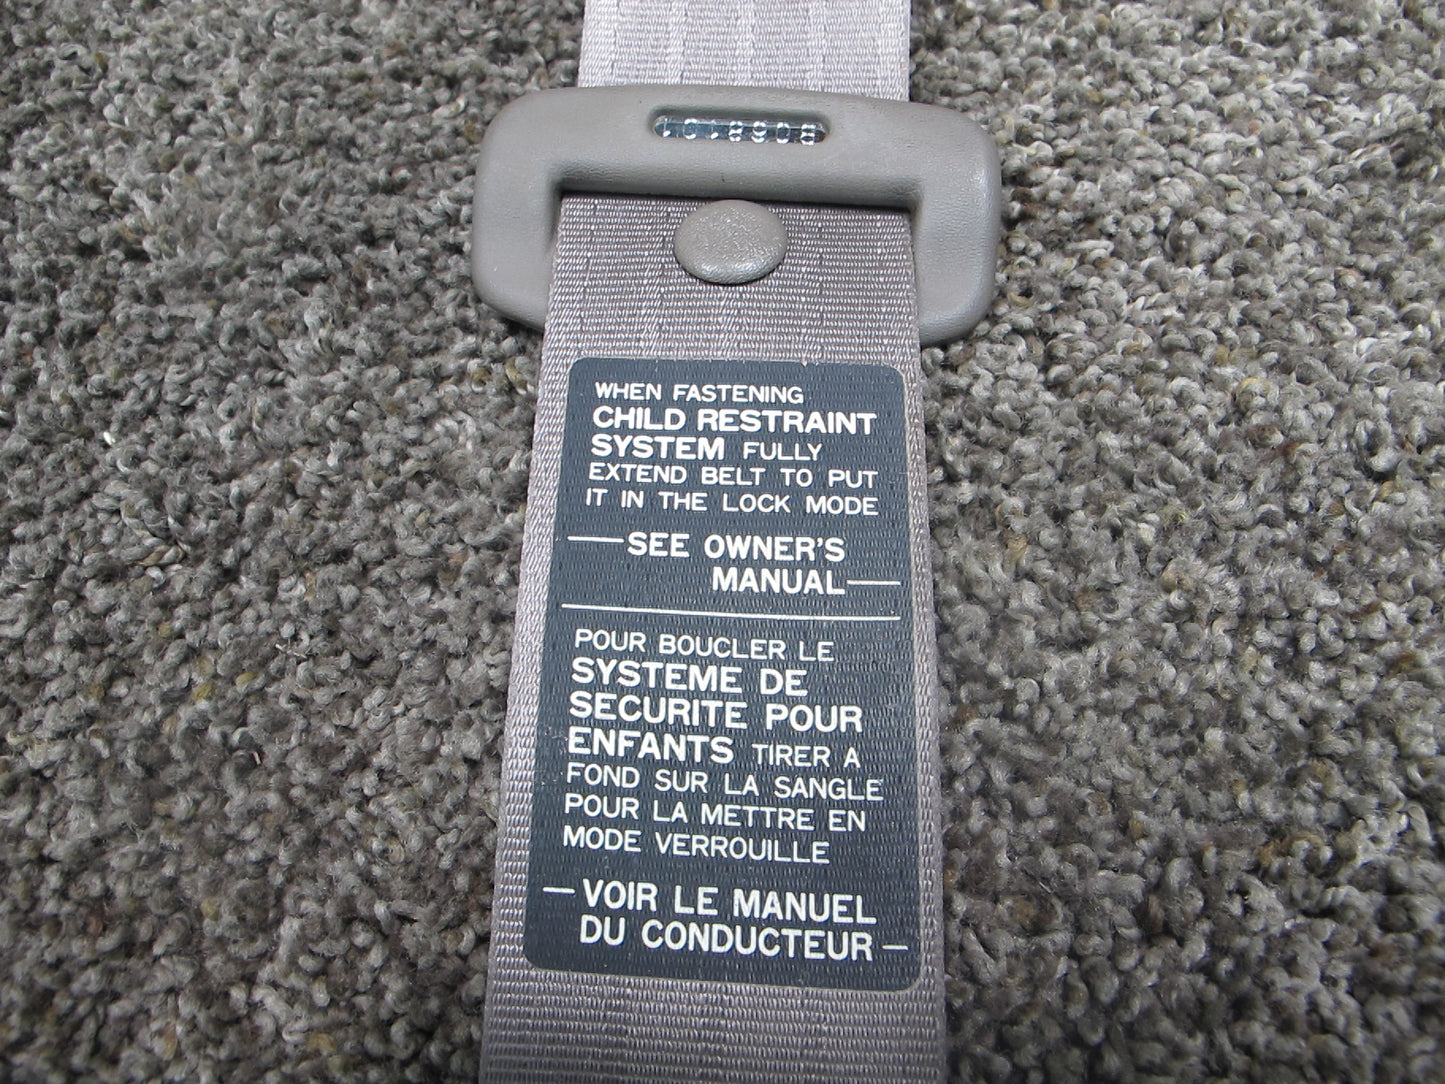 WHEN FASTENING
CHILD RESTRAINT
SYSTEM FULLY
EXTEND BELT TO PUT
IT IN THE LOCK MODE
—SEE OWNER'S
MANUAL—
POUR BOUCLER LE
SYSTEME DE
SECURITE POUR
ENFANTS TIRER A
FOND SUR LA SANGLE
POUR LA METTRE EN
MODE VERROUILLE
—VOIR LE MANUEL
DU CONDUCTEUR—